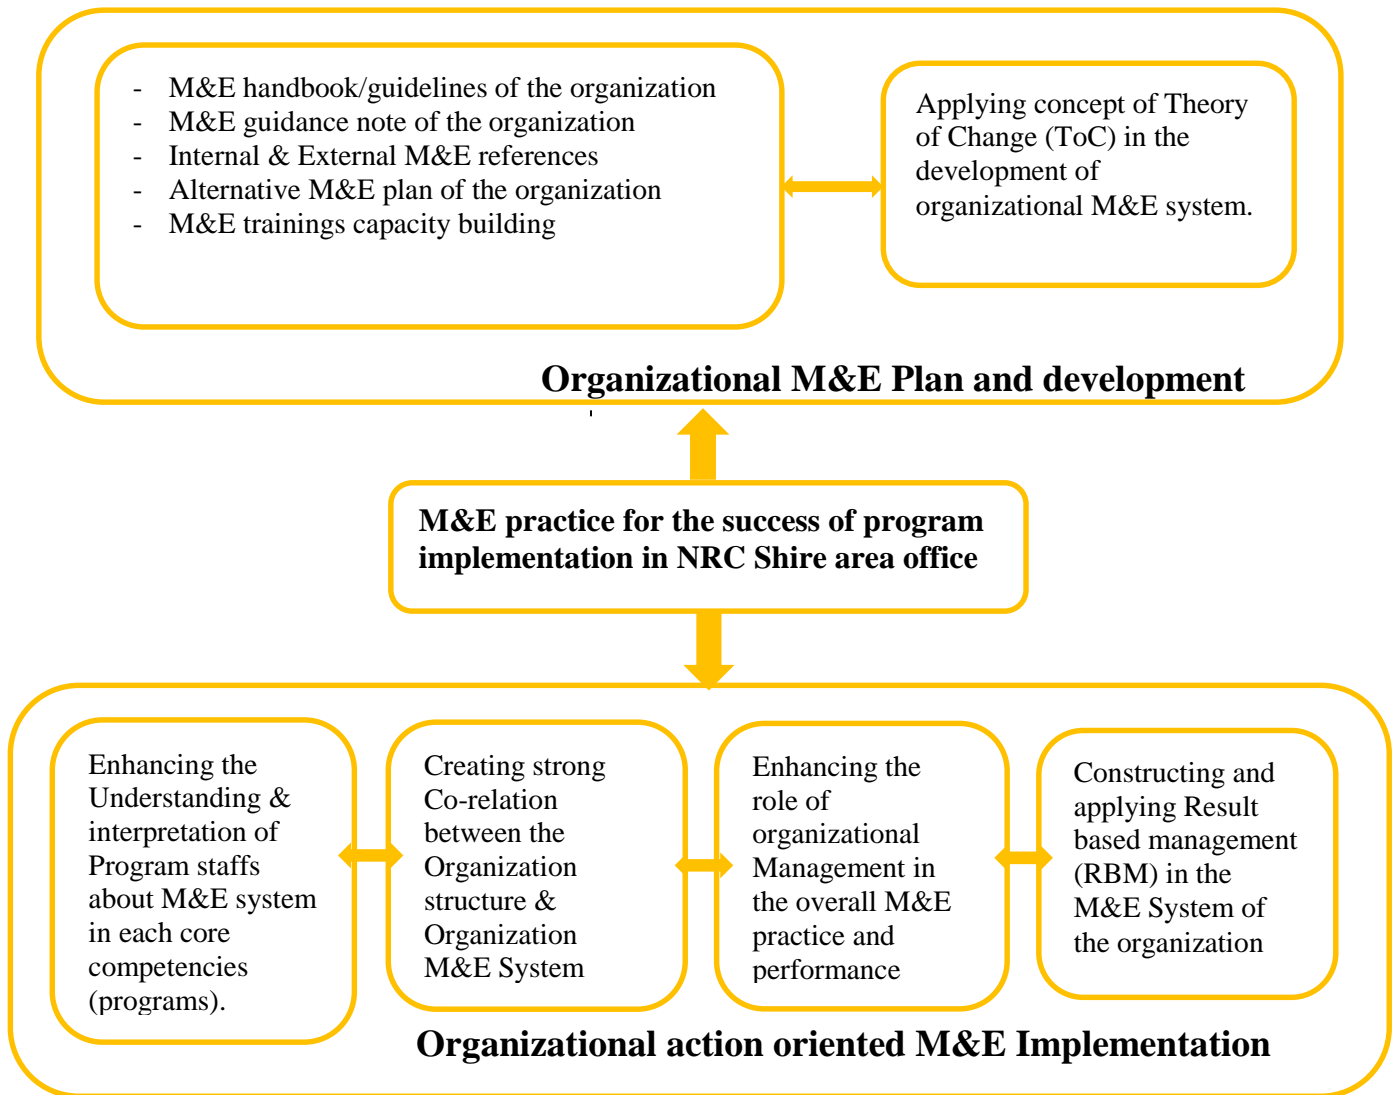 - M&E handbook/guidelines of the organization
- M&E guidance note of the organization
- Internal & External M&E references
- Alternative M&E plan of the organization
- M&E trainings capacity building
Applying concept of Theory
of Change (ToC) in the
development of
organizational M&E system.
Organizational M&E Plan and development
M&E practice for the success of program
implementation in NRC Shire area office
Enhancing the
Understanding &
interpretation of
Program staffs
about M&E system
in each core
competencies
(programs).
Creating strong
Co-relation
between the
Organization
structure &
Organization
M&E System
Enhancing the
role of
organizational
Management in
the overall M&E
practice and
performance
Constructing and
applying Result
based management
(RBM) in the
M&E System of
the organization
Organizational action oriented M&E Implementation